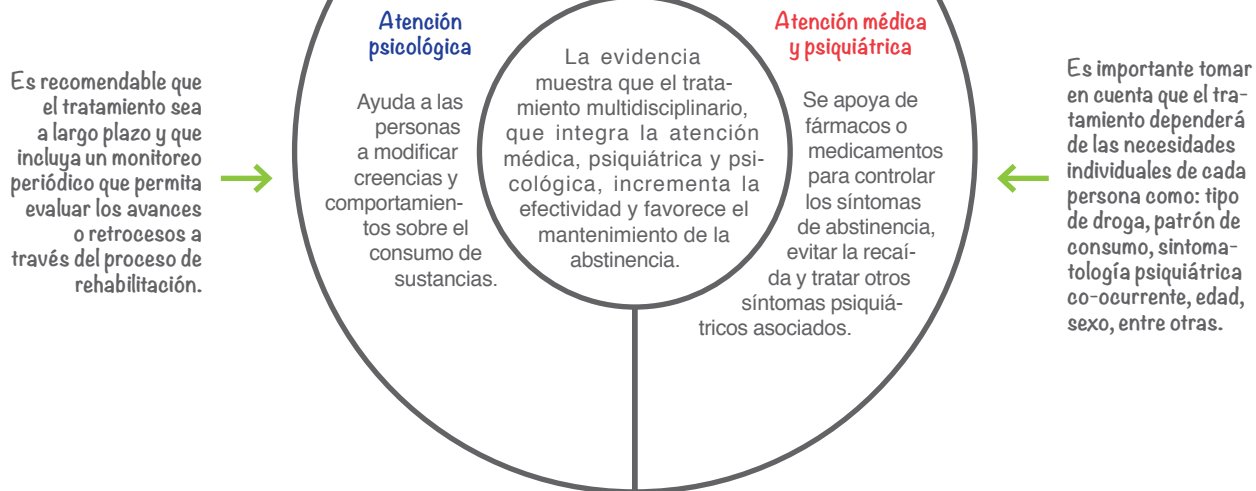 Es recomendable que
el tratamiento sea
a largo plazo y que
incluya un monitoreo
periódico que permita
evaluar los avances
o retrocesos a
través del proceso de
rehabilitación.
Atención
psicológica
Ayuda a las
personas
a modificar
creencias y
comportamien-
tos sobre el
consumo de
sustancias.
La evidencia
muestra que el trata-
miento multidisciplinario,
que integra la atención
médica, psiquiátrica y psi-
cológica, incrementa la
efectividad y favorece el
mantenimiento de la
abstinencia.
Atención médica
y psiquiátrica
Se apoya de
fármacos o
medicamentos
para controlar
los síntomas
de abstinencia,
evitar la recaí-
da y tratar otros
síntomas psiquiá-
tricos asociados.
Es importante tomar
en cuenta que el tra-
tamiento dependerá
de las necesidades
individuales de cada
persona como: tipo
de droga, patrón de
consumo, sintoma-
tología psiquiátrica
co-ocurrente, edad,
sexo, entre otras.